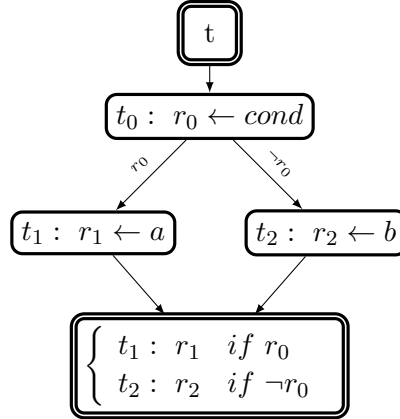 t
t₀ : r₀ ← cond
r₀
¬r₀
t₁ : r₁ ← a
t₂ : r₂ ← b
t₁ : r₁ if r₀
t₂ : r₂ if ¬r₀